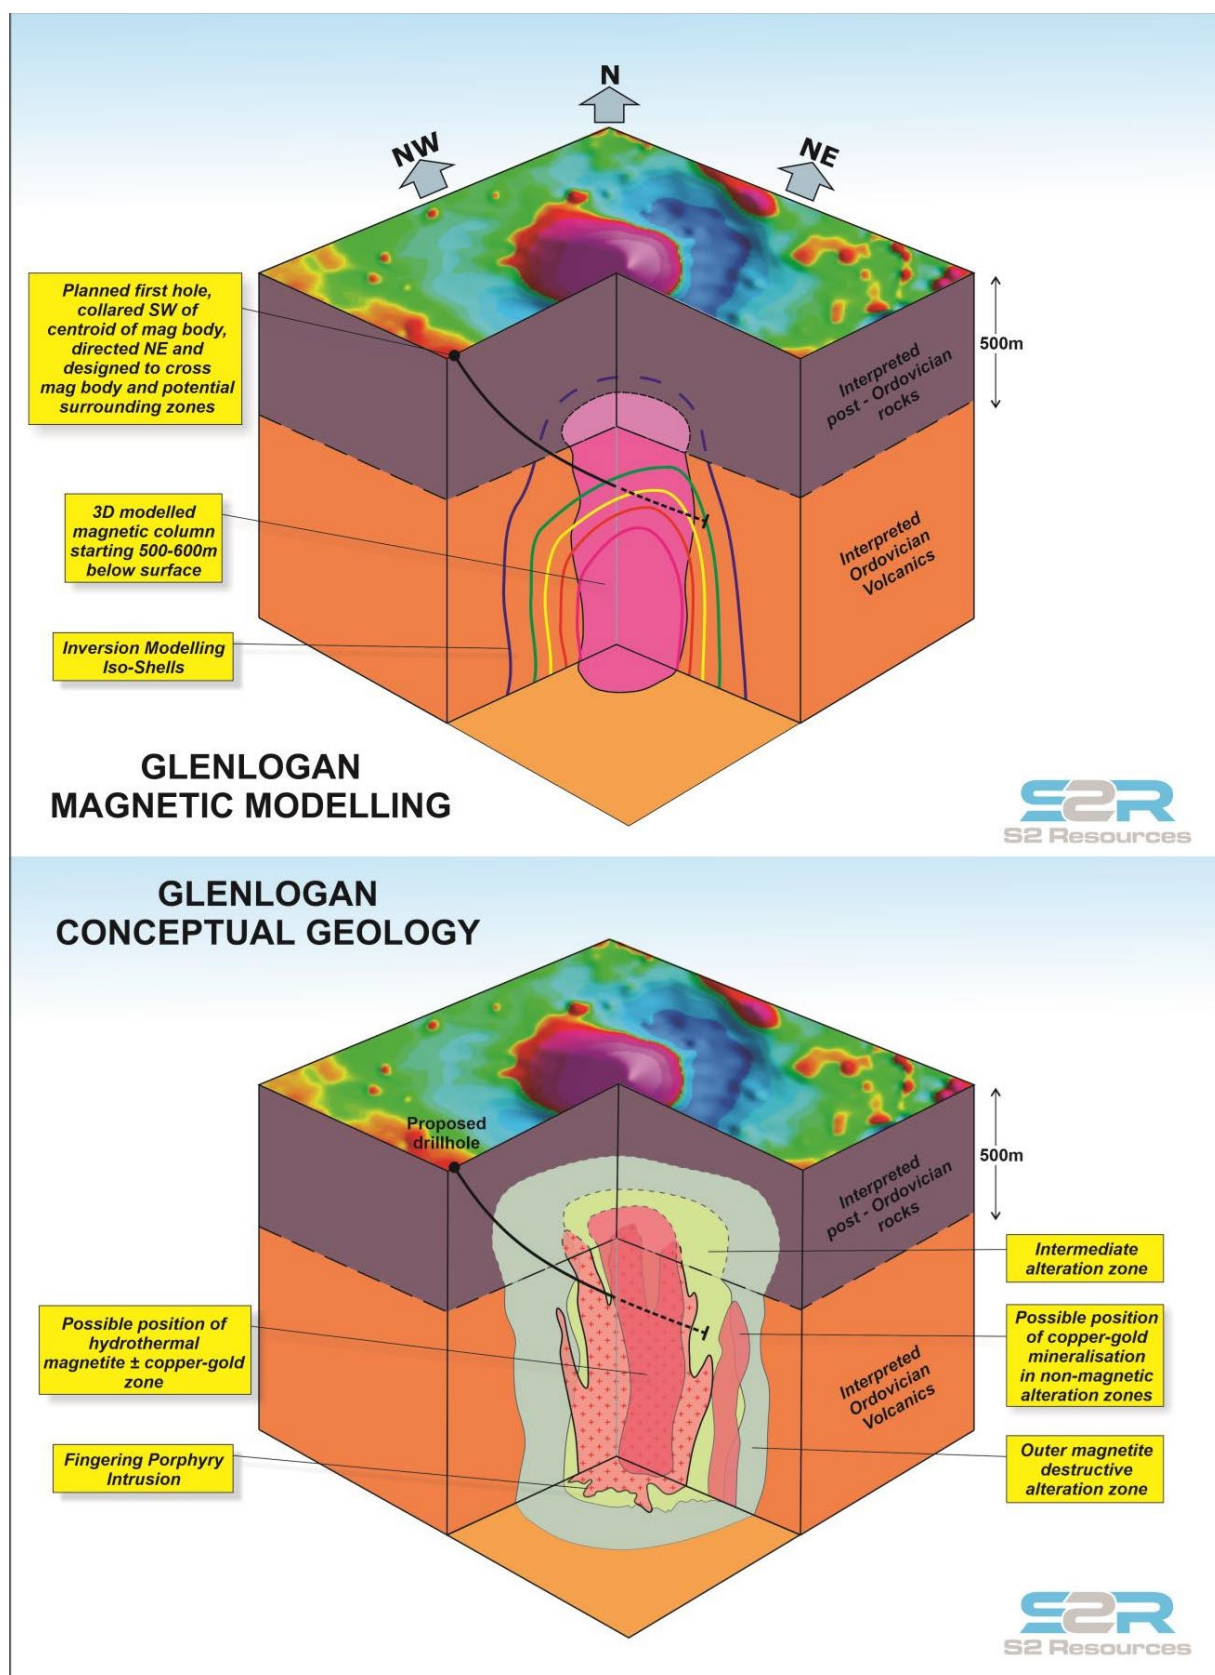 N
NW
NE
Planned first hole,
collared SW of
centroid of mag body,
directed NE and
designed to cross
mag body and potential
surrounding zones
500m
Interpreted
post - Ordovician
rocks
3D modelled
magnetic column
starting 500-600m
below surface
Interpreted
Ordovician
Volcanics
Inversion Modelling
Iso-Shells
GLENLOGAN
MAGNETIC MODELLING
S2R
S2 Resources
GLENLOGAN
CONCEPTUAL GEOLOGY
Proposed
drillhole
500m
Interpreted
post - Ordovician
rocks
Intermediate
alteration zone
Possible position of
hydrothermal
magnetite ± copper-gold
zone
Possible position
of copper-gold
mineralisation
in non-magnetic
alteration zones
Interpreted
Ordovician
Volcanics
Fingering Porphyry
Intrusion
Outer magnetite
destructive
alteration zone
S2R
S2 Resources